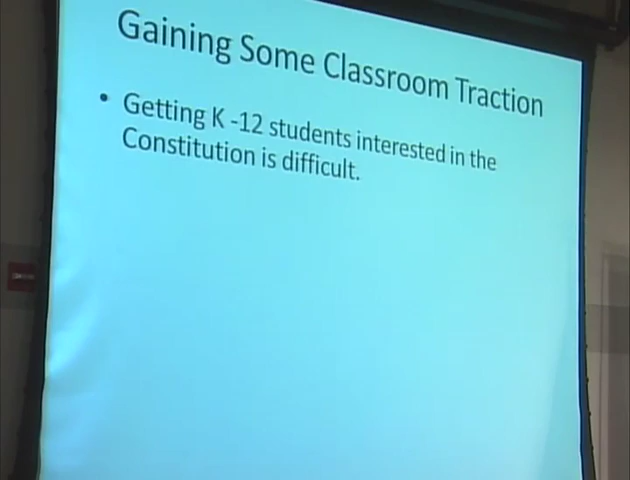 Gaining Some Classroom Traction
• Getting K -12 students interested in the
Constitution is difficult.